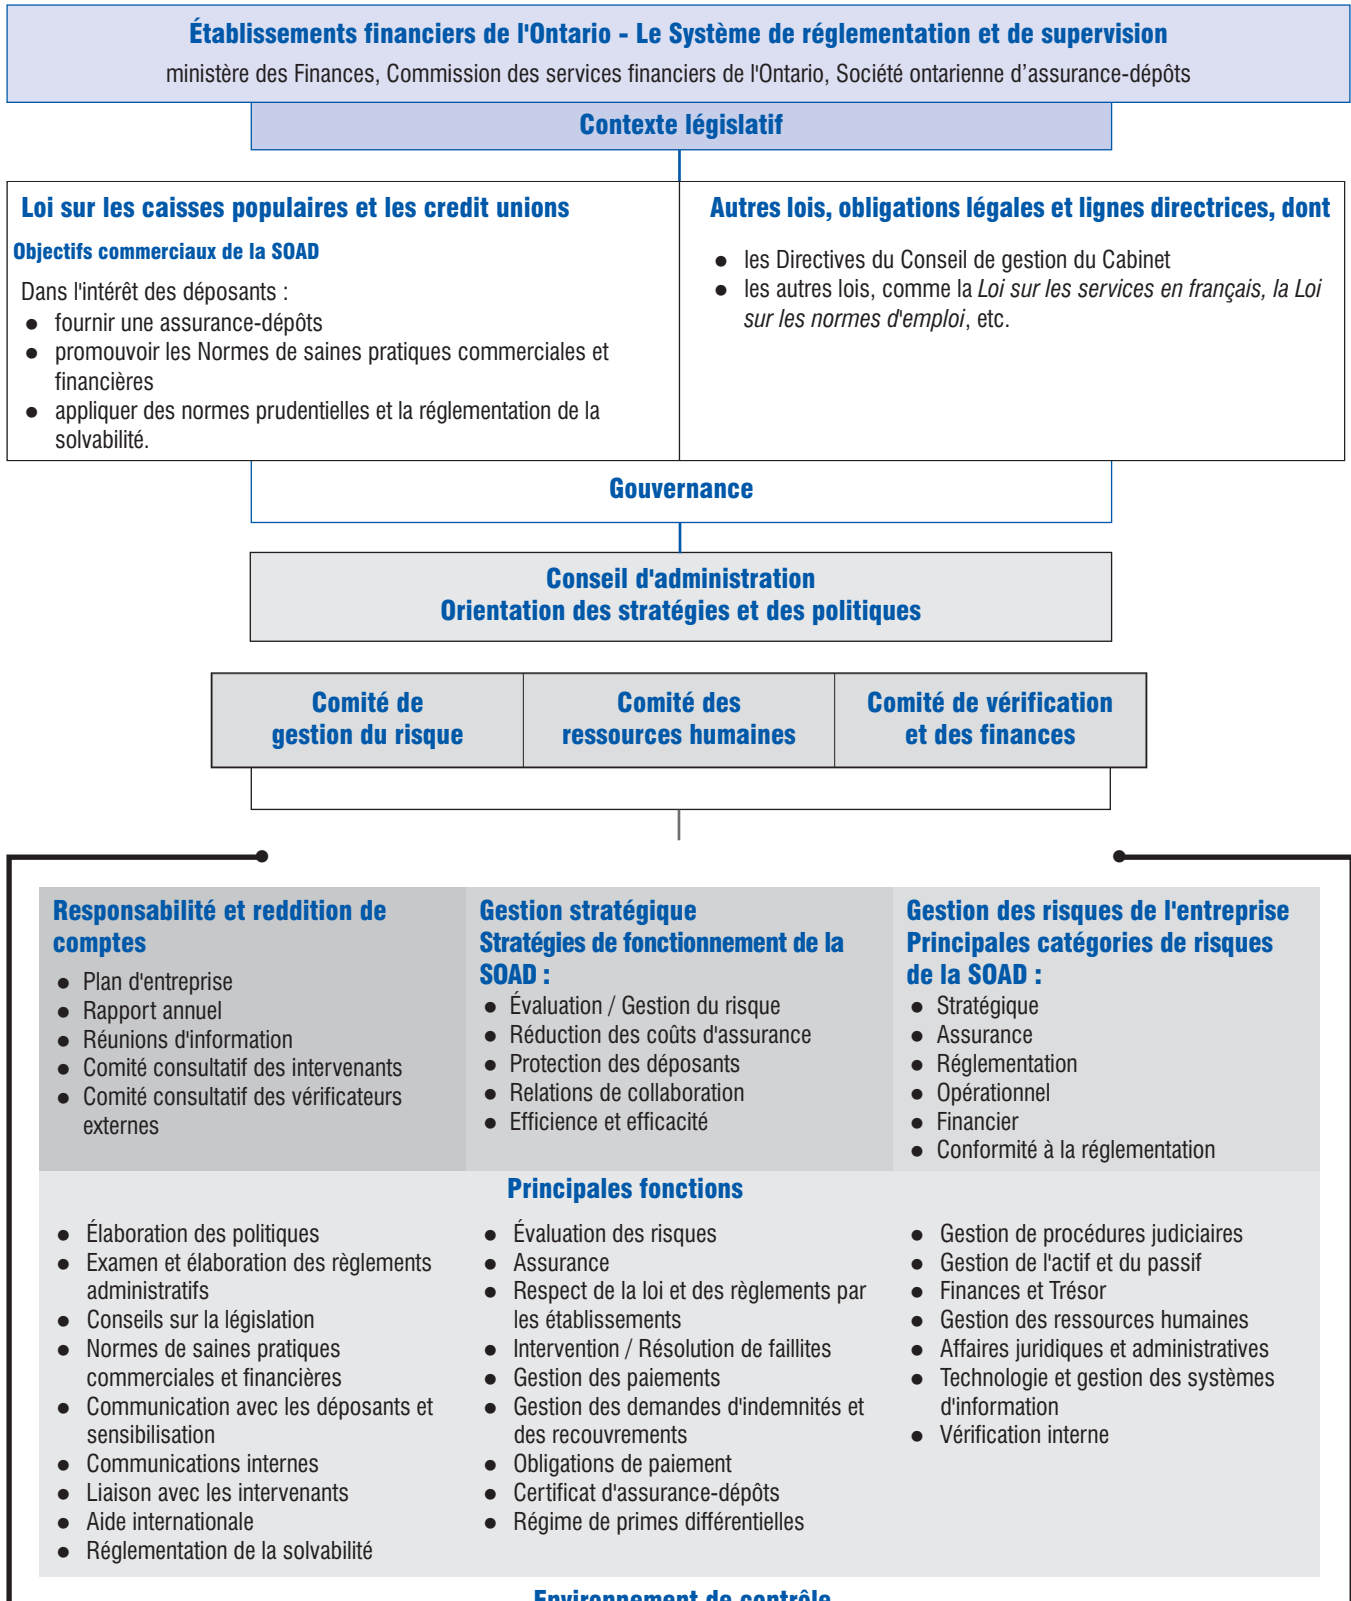 Établissements financiers de l'Ontario - Le Système de réglementation et de supervision
ministère des Finances, Commission des services financiers de l'Ontario, Société ontarienne d’assurance-dépôts
Contexte législatif
Loi sur les caisses populaires et les credit unions
Objectifs commerciaux de la SOAD
Dans l'intérêt des déposants :
● fournir une assurance-dépôts
● promouvoir les Normes de saines pratiques commerciales et
financières
● appliquer des normes prudentielles et la réglementation de la
solvabilité.
Autres lois, obligations légales et lignes directrices, dont
● les Directives du Conseil de gestion du Cabinet
● les autres lois, comme la Loi sur les services en français, la Loi
sur les normes d'emploi, etc.
Gouvernance
Conseil d'administration
Orientation des stratégies et des politiques
Comité de
gestion du risque
Comité des
ressources humaines
Comité de vérification
et des finances
Responsabilité et reddition de
comptes
● Plan d'entreprise
● Rapport annuel
● Réunions d'information
● Comité consultatif des intervenants
● Comité consultatif des vérificateurs
externes
Gestion stratégique
Stratégies de fonctionnement de la
SOAD :
● Évaluation / Gestion du risque
● Réduction des coûts d'assurance
● Protection des déposants
● Relations de collaboration
● Efficience et efficacité
Gestion des risques de l'entreprise
Principales catégories de risques
de la SOAD :
● Stratégique
● Assurance
● Réglementation
● Opérationnel
● Financier
● Conformité à la réglementation
Principales fonctions
● Élaboration des politiques
● Examen et élaboration des règlements
administratifs
● Conseils sur la législation
● Normes de saines pratiques
commerciales et financières
● Communication avec les déposants et
sensibilisation
● Communications internes
● Liaison avec les intervenants
● Aide internationale
● Réglementation de la solvabilité
● Évaluation des risques
● Assurance
● Respect de la loi et des règlements par
les établissements
● Intervention / Résolution de faillites
● Gestion des paiements
● Gestion des demandes d'indemnités et
des recouvrements
● Obligations de paiement
● Certificat d'assurance-dépôts
● Régime de primes différentielles
● Gestion de procédures judiciaires
● Gestion de l'actif et du passif
● Finances et Trésor
● Gestion des ressources humaines
● Affaires juridiques et administratives
● Technologie et gestion des systèmes
d'information
● Vérification interne
Environnement de contrôle